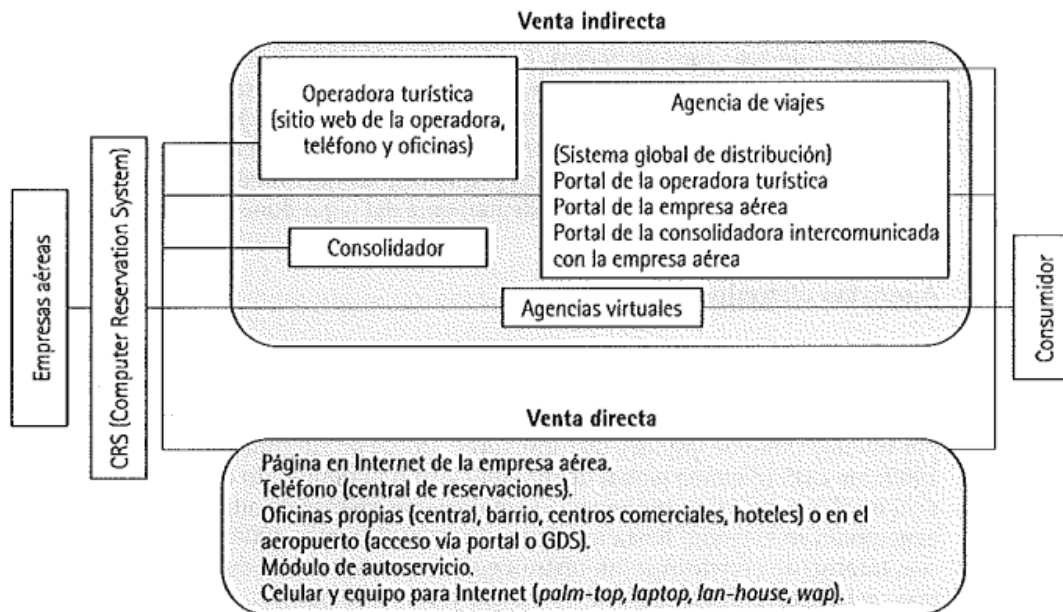 Venta indirecta
Operadora turística
(sitio web de la operadora,
teléfono y oficinas)
Agencia de viajes
(Sistema global de distribución)
Portal de la operadora turística
Portal de la empresa aérea
Portal de la consolidadora intercomunicada
con la empresa aérea
Consolidador
Agencias virtuales
Empresas aéreas
CRS (Computer Reservation System)
Consumidor
Venta directa
Página en Internet de la empresa aérea.
Teléfono (central de reservaciones).
Oficinas propias (central, barrio, centros comerciales, hoteles) o en el
aeropuerto (acceso vía portal o GDS).
Módulo de autoservicio.
Celular y equipo para Internet (palm-top, laptop, lan-house, wap).